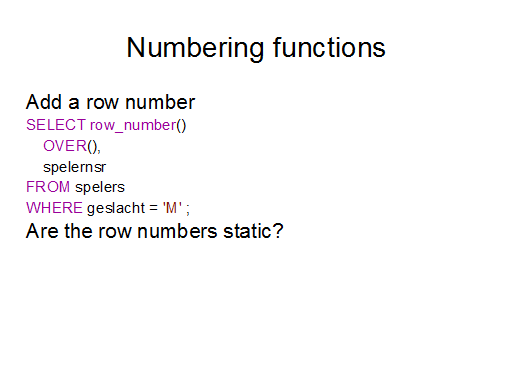 Numbering functions
Add a row number
SELECT row_number()
OVER(),
spelernsr
FROM spelers
WHERE geslacht = 'M' ;
Are the row numbers static?